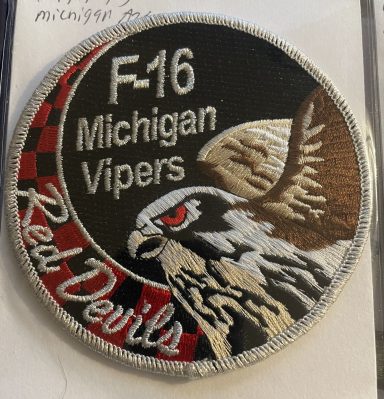 michigan
F-16
Michigan
Vipers
Red Devils